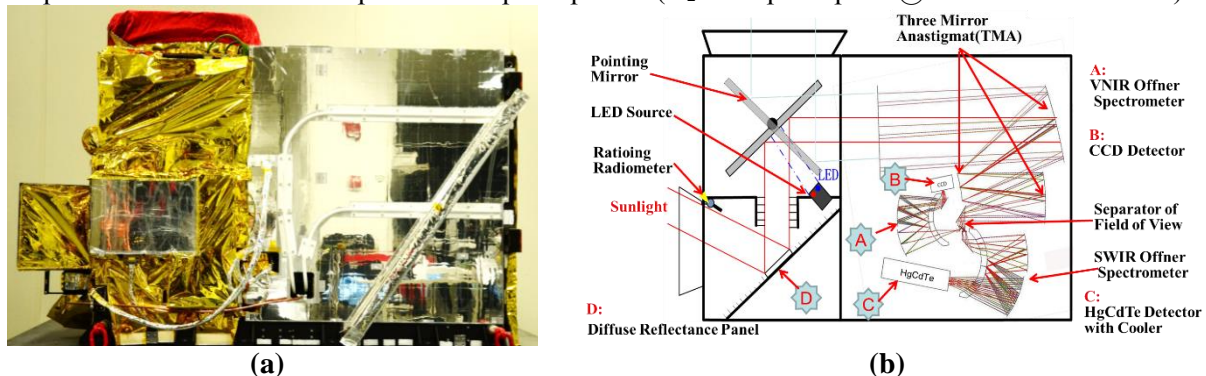 Three Mirror
Anastigmat(TMA)
Pointing
Mirror
LED Source
Ratioing
Radiometer
Sunlight
LED
A:
VNIR Offner
Spectrometer
B:
CCD Detector
B
CCD
A
Separator of
Field of View
HgCdTe
SWIR Offner
Spectrometer
C
D
D:
Diffuse Reflectance Panel
C:
HgCdTe Detector
with Cooler
(a)
(b)